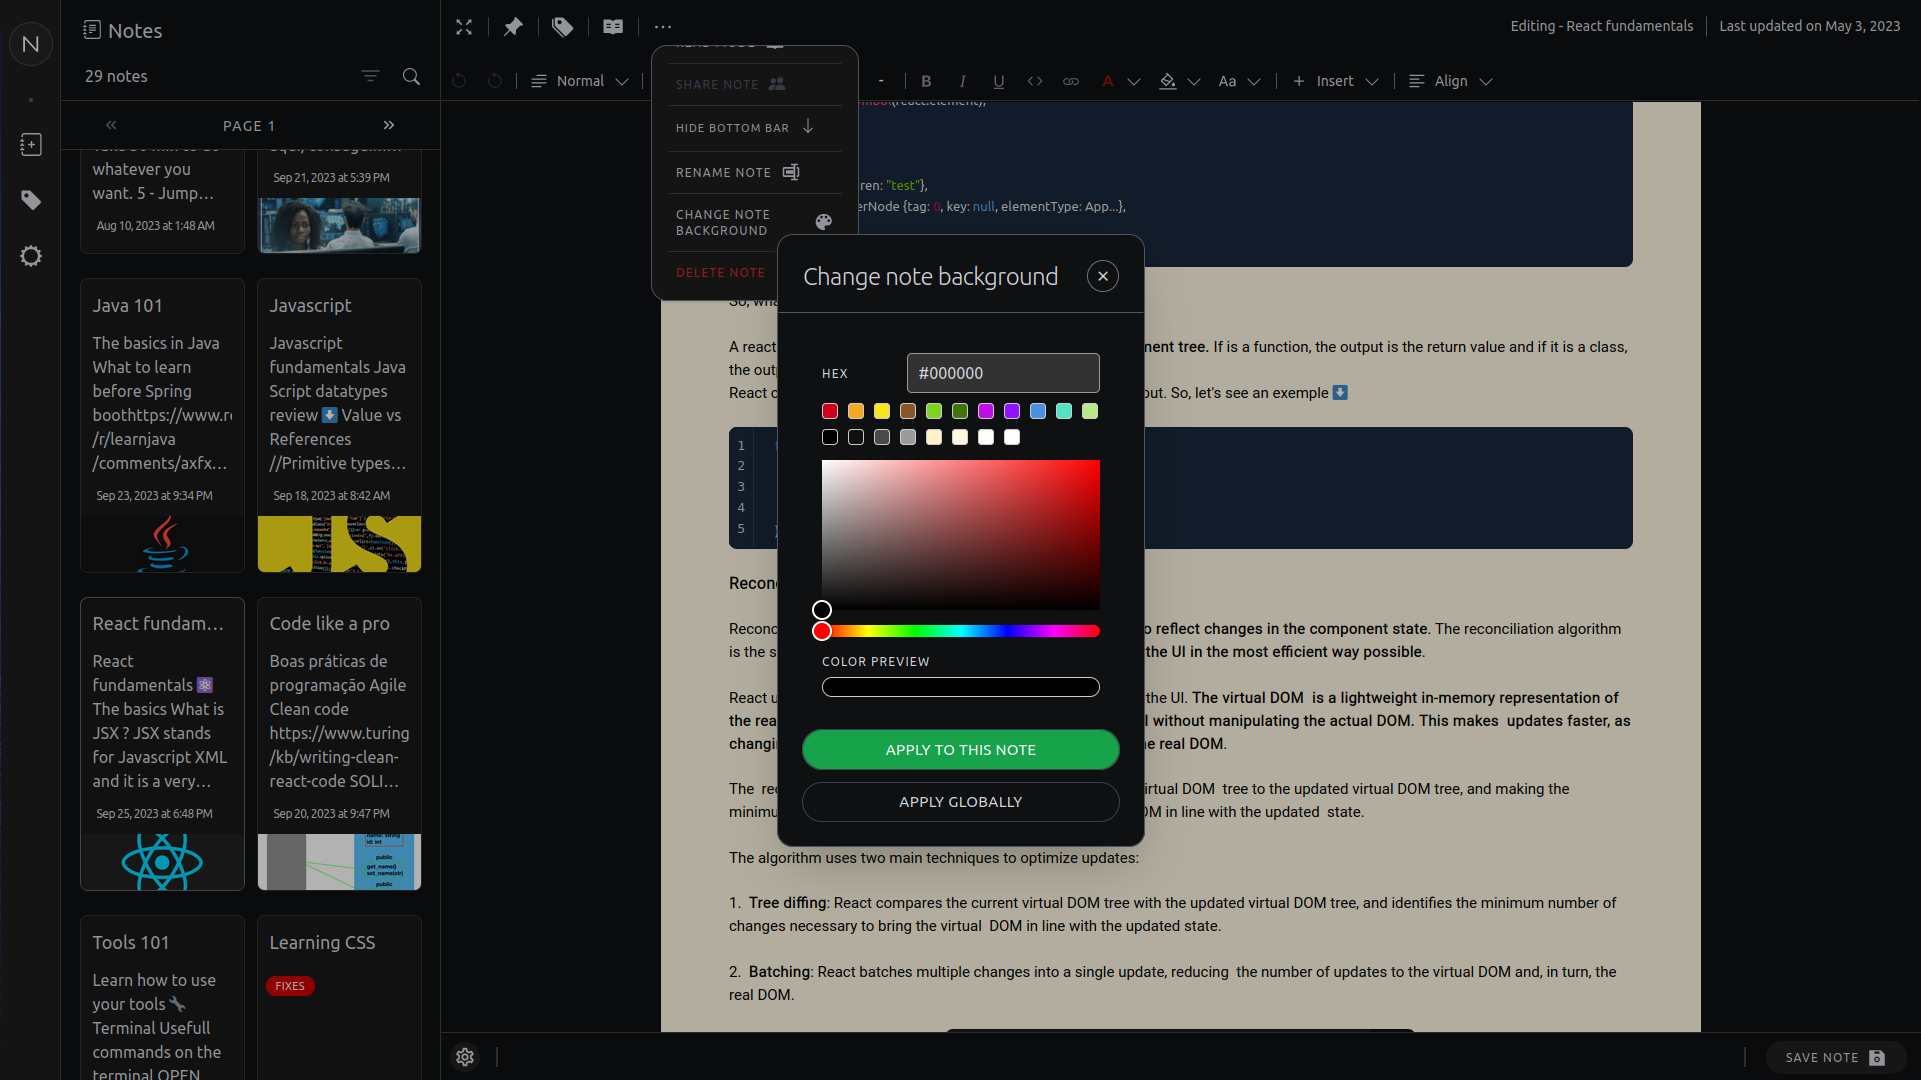 N
Notes
29 notes
PAGE 1
whatever you
want. 5 - Jump...
Aug 10, 2023 at 1:48 AM
Sep 21, 2023 at 5:39 PM
Java 101
The basics in Java
What to learn
before Spring
boothttps://www.re
/r/learnjava
/comments/axfx...
Sep 23, 2023 at 9:34 PM
Javascript
Javascript
fundamentals Java
Script datatypes
review ⬇️ Value vs
References
//Primitive types...
Sep 18, 2023 at 8:42 AM
React fundam...
React
fundamentals ⚛️
The basics What is
JSX ? JSX stands
for Javascript XML
and it is a very...
Sep 25, 2023 at 6:48 PM
Code like a pro
Boas práticas de
programação Agile
Clean code
https://www.turing
/kb/writing-clean-
react-code SOLI...
Sep 20, 2023 at 9:47 PM
name: string
id: int
public
get_name()
set_name(str)
public
Tools 101
Learn how to use
your tools 🔧
Terminal Usefull
commands on the
terminal OPEN
Learning CSS
FIXES
Editing - React fundamentals
Last updated on May 3, 2023
Normal
- B I U <> A Aa + Insert Align
SHARE NOTE
HIDE BOTTOM BAR
RENAME NOTE
CHANGE NOTE
BACKGROUND
DELETE NOTE
mbol(react.element),
ren: "test"},
erNode {tag: 0, key: null, elementType: App...},
So, wha
A react
nent tree. If is a function, the output is the return value and if it is a class,
the outp
React c
out. So, let's see an exemple ⬇️
1
2
3
4
5
Recon
Recon
o reflect changes in the component state. The reconciliation algorithm
is the s
the UI in the most efficient way possible.
React u
the UI. The virtual DOM is a lightweight in-memory representation of
the rea
l without manipulating the actual DOM. This makes updates faster, as
changi
e real DOM.
The rec
irtual DOM tree to the updated virtual DOM tree, and making the
minimu
OM in line with the updated state.
The algorithm uses two main techniques to optimize updates:
1. Tree diffing: React compares the current virtual DOM tree with the updated virtual DOM tree, and identifies the minimum number of
changes necessary to bring the virtual DOM in line with the updated state.
2. Batching: React batches multiple changes into a single update, reducing the number of updates to the virtual DOM and, in turn, the
real DOM.
Change note background
HEX
#000000
COLOR PREVIEW
APPLY TO THIS NOTE
APPLY GLOBALLY
SAVE NOTE